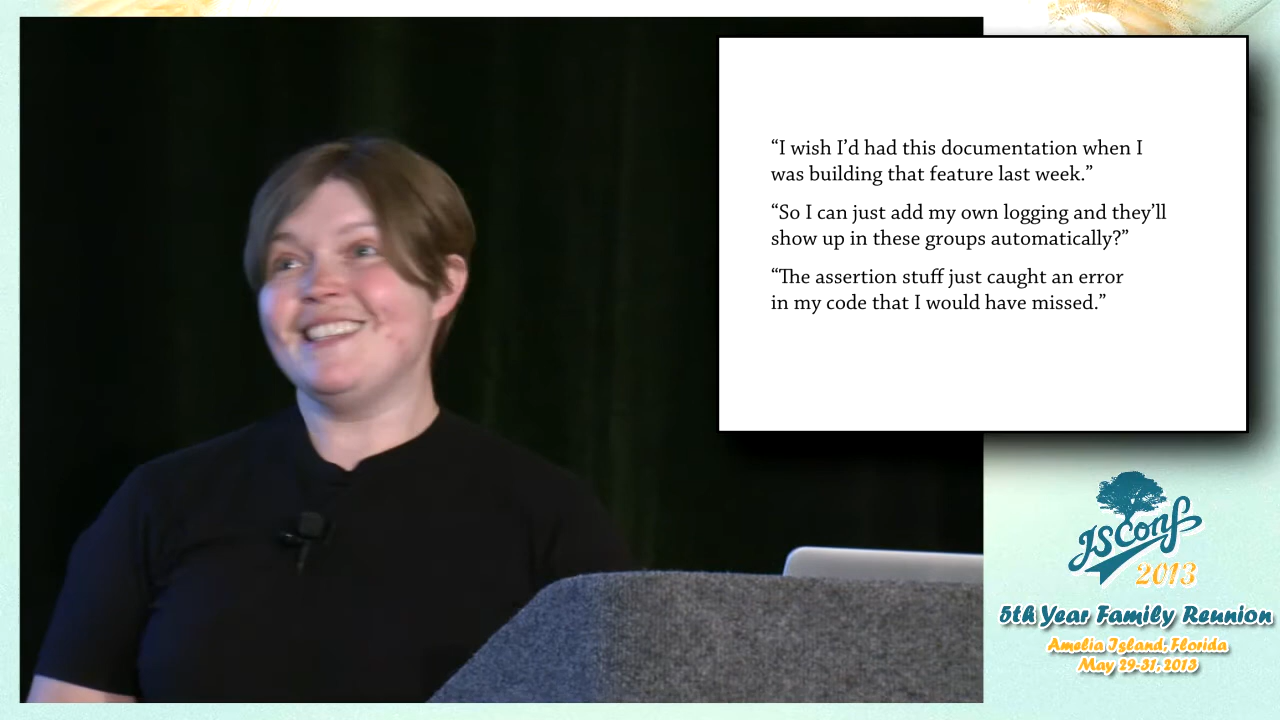 “I wish I’d had this documentation when I
was building that feature last week.”
“So I can just add my own logging and they’ll
show up in these groups automatically?”
“The assertion stuff just caught an error
in my code that I would have missed.”
JSConf
2013
5th Year Family Reunion
Amelia Island, Florida
May 29-31, 2013